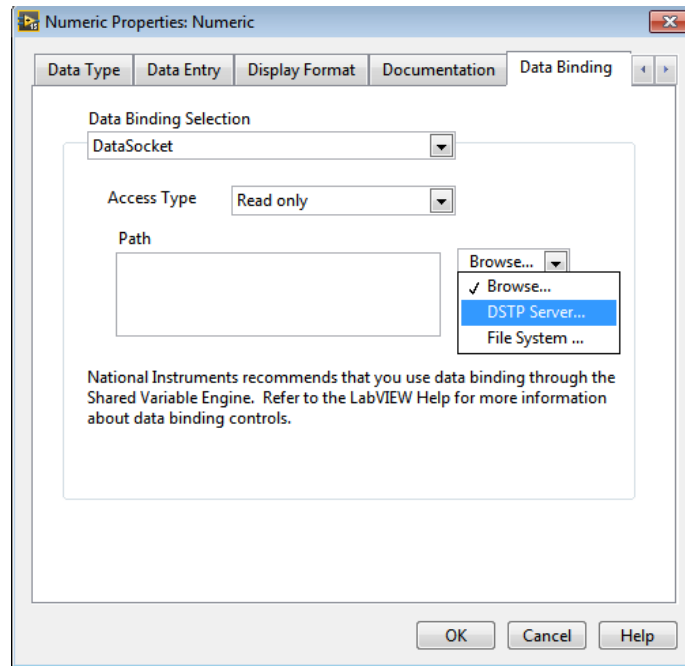 Numeric Properties: Numeric
Data Type
Data Entry
Display Format
Documentation
Data Binding
Data Binding Selection
DataSocket
Access Type
Read only
Path
Browse...
Browse...
DSTP Server...
File System ...
National Instruments recommends that you use data binding through the
Shared Variable Engine. Refer to the LabVIEW Help for more information
about data binding controls.
OK
Cancel
Help